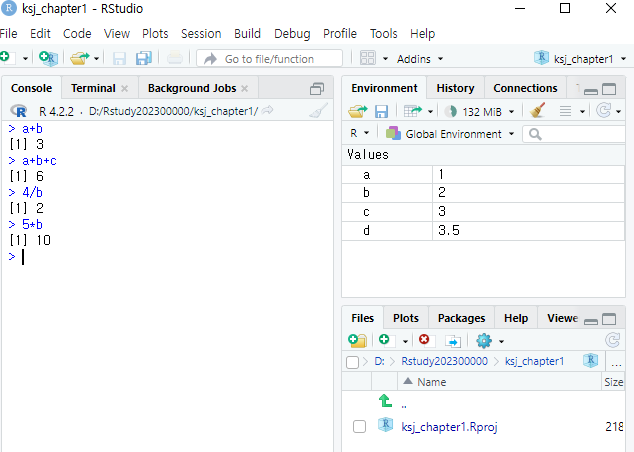 ksj_chapter1 - RStudio
File Edit Code View Plots Session Build Debug Profile Tools Help
Go to file/function Addins ksj_chapter1
Console Terminal Background Jobs
R 4.2.2 · D:/Rstudy202300000/ksj_chapter1/
> a+b
[1] 3
> a+b+c
[1] 6
> 4/b
[1] 2
> 5*b
[1] 10
>
Environment History Connections
132 MiB
R Global Environment
Values
a 1
b 2
c 3
d 3.5
Files Plots Packages Help Viewe
D: > Rstudy202300000 > ksj_chapter1 ...
Name Size
..
ksj_chapter1.Rproj 218